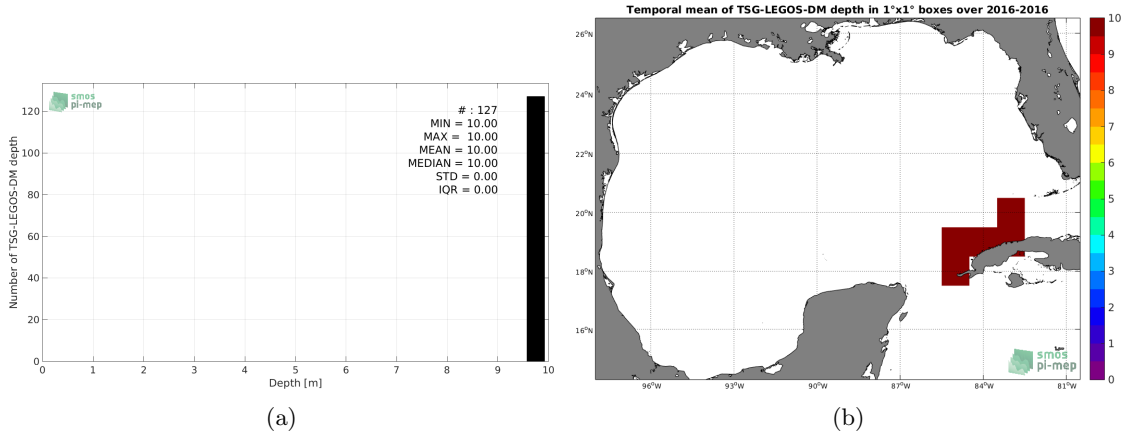 smos
pi-mep
# : 127
MIN = 10.00
MAX = 10.00
MEAN = 10.00
MEDIAN = 10.00
STD = 0.00
IQR = 0.00
Number of TSG-LEGOS-DM depth
120
100
80
60
40
20
0
0 1 2 3 4 5 6 7 8 9 10
Depth [m]
(a)
Temporal mean of TSG-LEGOS-DM depth in 1°x1° boxes over 2016-2016
26°N
24°N
22°N
20°N
18°N
16°N
96°W 93°W 90°W 87°W 84°W 81°W
smos
pi-mep
10
9
8
7
6
5
4
3
2
1
0
(b)